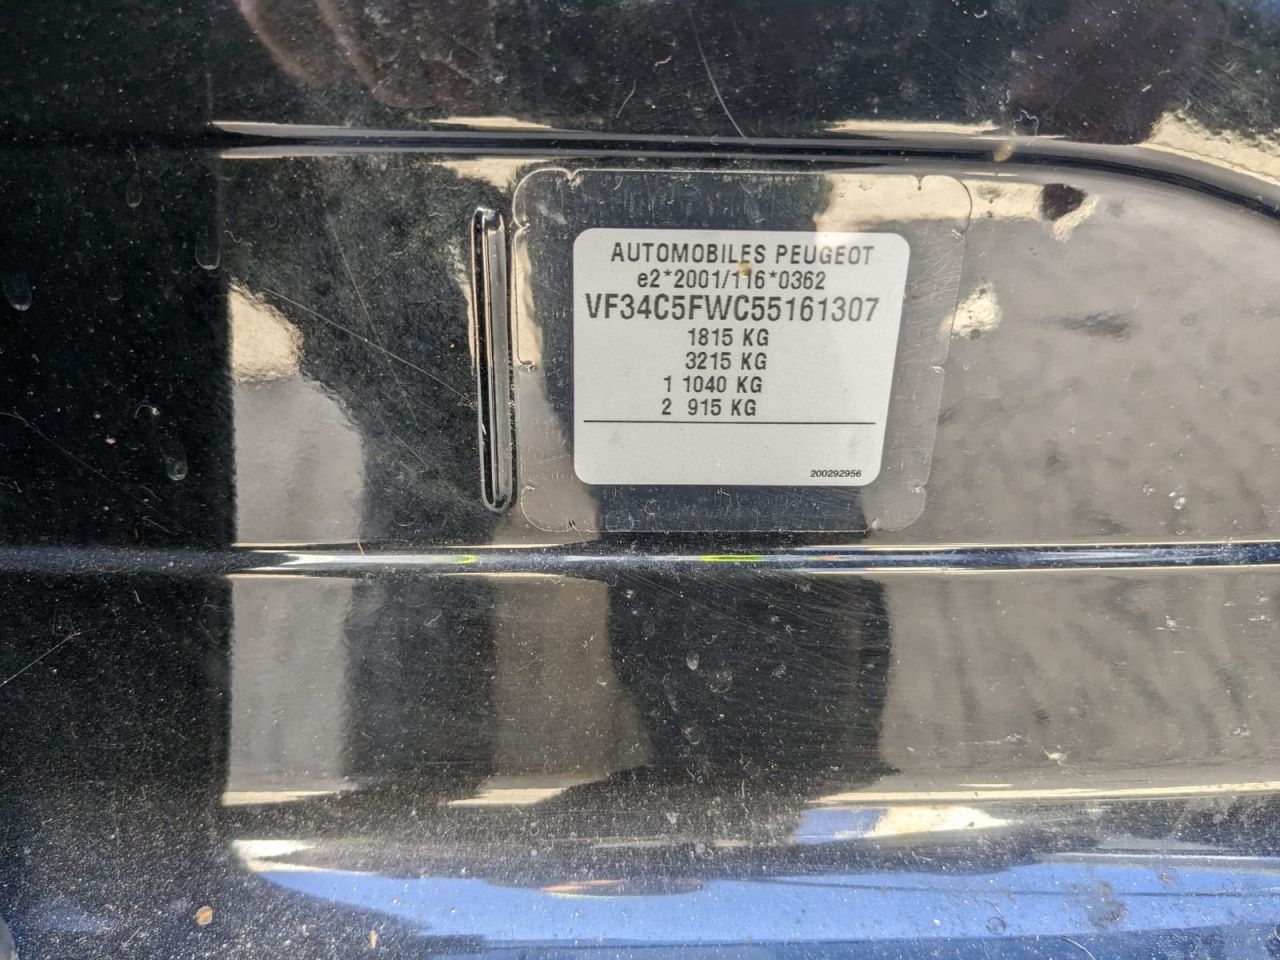 AUTOMOBILES PEUGEOT
e2*2001/116*0362
VF34C5FWC55161307
1815 KG
3215 KG
1 1040 KG
2 915 KG
200292956